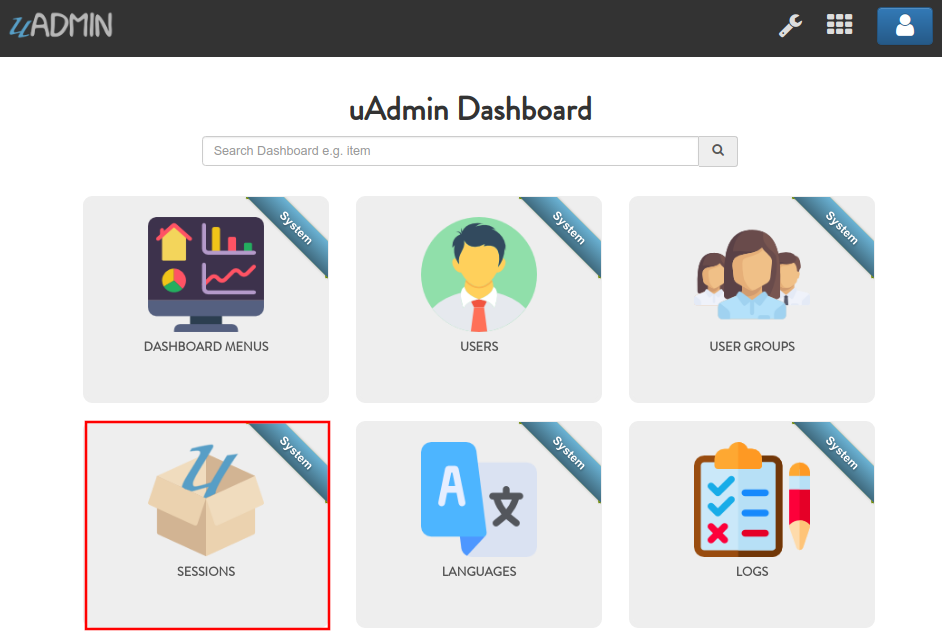 uADMIN
uAdmin Dashboard
Search Dashboard e.g. item
System
System
System
DASHBOARD MENUS
USERS
USER GROUPS
System
System
System
u
A 文
SESSIONS
LANGUAGES
LOGS